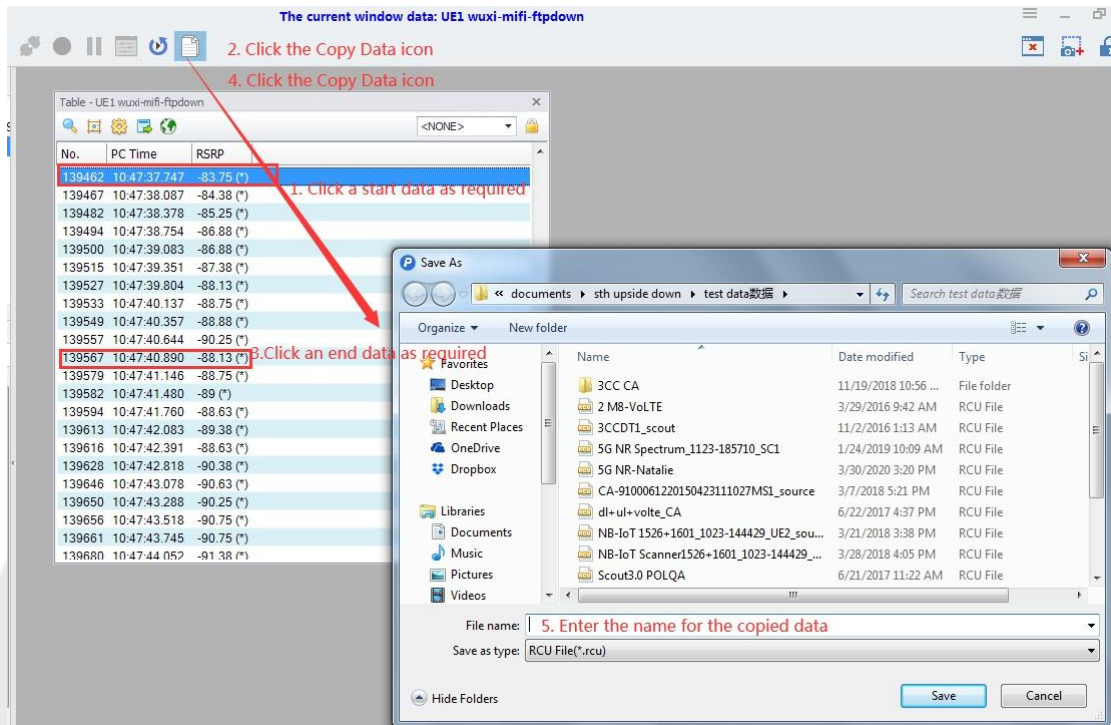 The current window data: UE1 wuxi-mifi-ftpdown
2. Click the Copy Data icon
4. Click the Copy Data icon
Table - UE1 wuxi-mifi-ftpdown
<NONE>
No. PC Time RSRP
139462 10:47:37.747 -83.75 (*)
1. Click a start data as required
139467 10:47:38.087 -84.38 (*)
139482 10:47:38.378 -85.25 (*)
139494 10:47:38.754 -86.88 (*)
139500 10:47:39.083 -86.88 (*)
139515 10:47:39.351 -87.38 (*)
139527 10:47:39.804 -88.13 (*)
139533 10:47:40.137 -88.75 (*)
139549 10:47:40.357 -88.88 (*)
139557 10:47:40.644 -90.25 (*)
139567 10:47:40.890 -88.13 (*)
3.Click an end data as required
139579 10:47:41.146 -88.75 (*)
139582 10:47:41.480 -89 (*)
139594 10:47:41.760 -88.63 (*)
139613 10:47:42.083 -89.38 (*)
139616 10:47:42.391 -88.63 (*)
139628 10:47:42.818 -90.38 (*)
139646 10:47:43.078 -90.63 (*)
139650 10:47:43.288 -90.25 (*)
139656 10:47:43.518 -90.75 (*)
139661 10:47:43.745 -90.75 (*)
139680 10:47:44.052 -91.38 (*)
Save As
« documents sth upside down test data数据
Search test data数据
Organize New folder
Favorites
Desktop
Downloads
Recent Places
OneDrive
Dropbox
Libraries
Documents
Music
Pictures
Videos
Name Date modified Type Si
3CC CA 11/19/2018 10:56 ... File folder
2 M8-VoLTE 3/29/2016 9:42 AM RCU File
3CCDT1_scout 11/2/2016 1:13 AM RCU File
5G NR Spectrum_1123-185710_SC1 1/24/2019 10:09 AM RCU File
5G NR-Natalie 3/30/2020 3:20 PM RCU File
CA-9100061220150423111027MS1_source 3/7/2018 5:21 PM RCU File
dl+ul+volte_CA 6/22/2017 4:37 PM RCU File
NB-IoT 1526+1601_1023-144429_UE2_sou... 3/21/2018 3:38 PM RCU File
NB-IoT Scanner1526+1601_1023-144429_... 3/28/2018 4:05 PM RCU File
Scout3.0 POLQA 6/21/2017 11:22 AM RCU File
File name: 5. Enter the name for the copied data
Save as type: RCU File(*.rcu)
Hide Folders
Save Cancel